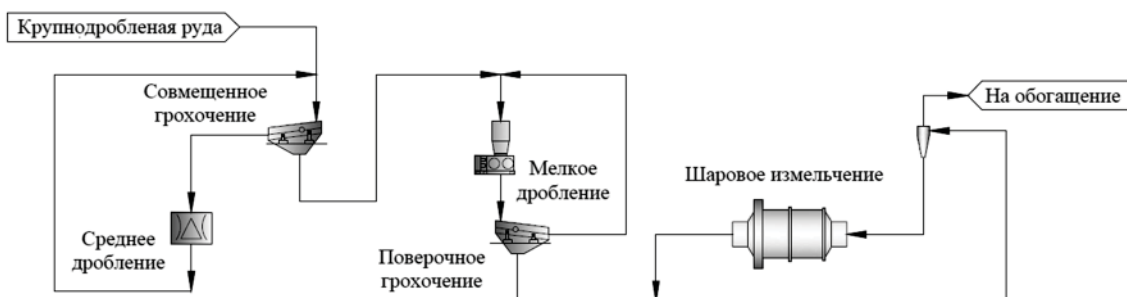 Крупнодробленая руда
Совмещенное
грохочение
Среднее
дробление
Мелкое
дробление
Поверочное
грохочение
Шаровое измельчение
На обогащение